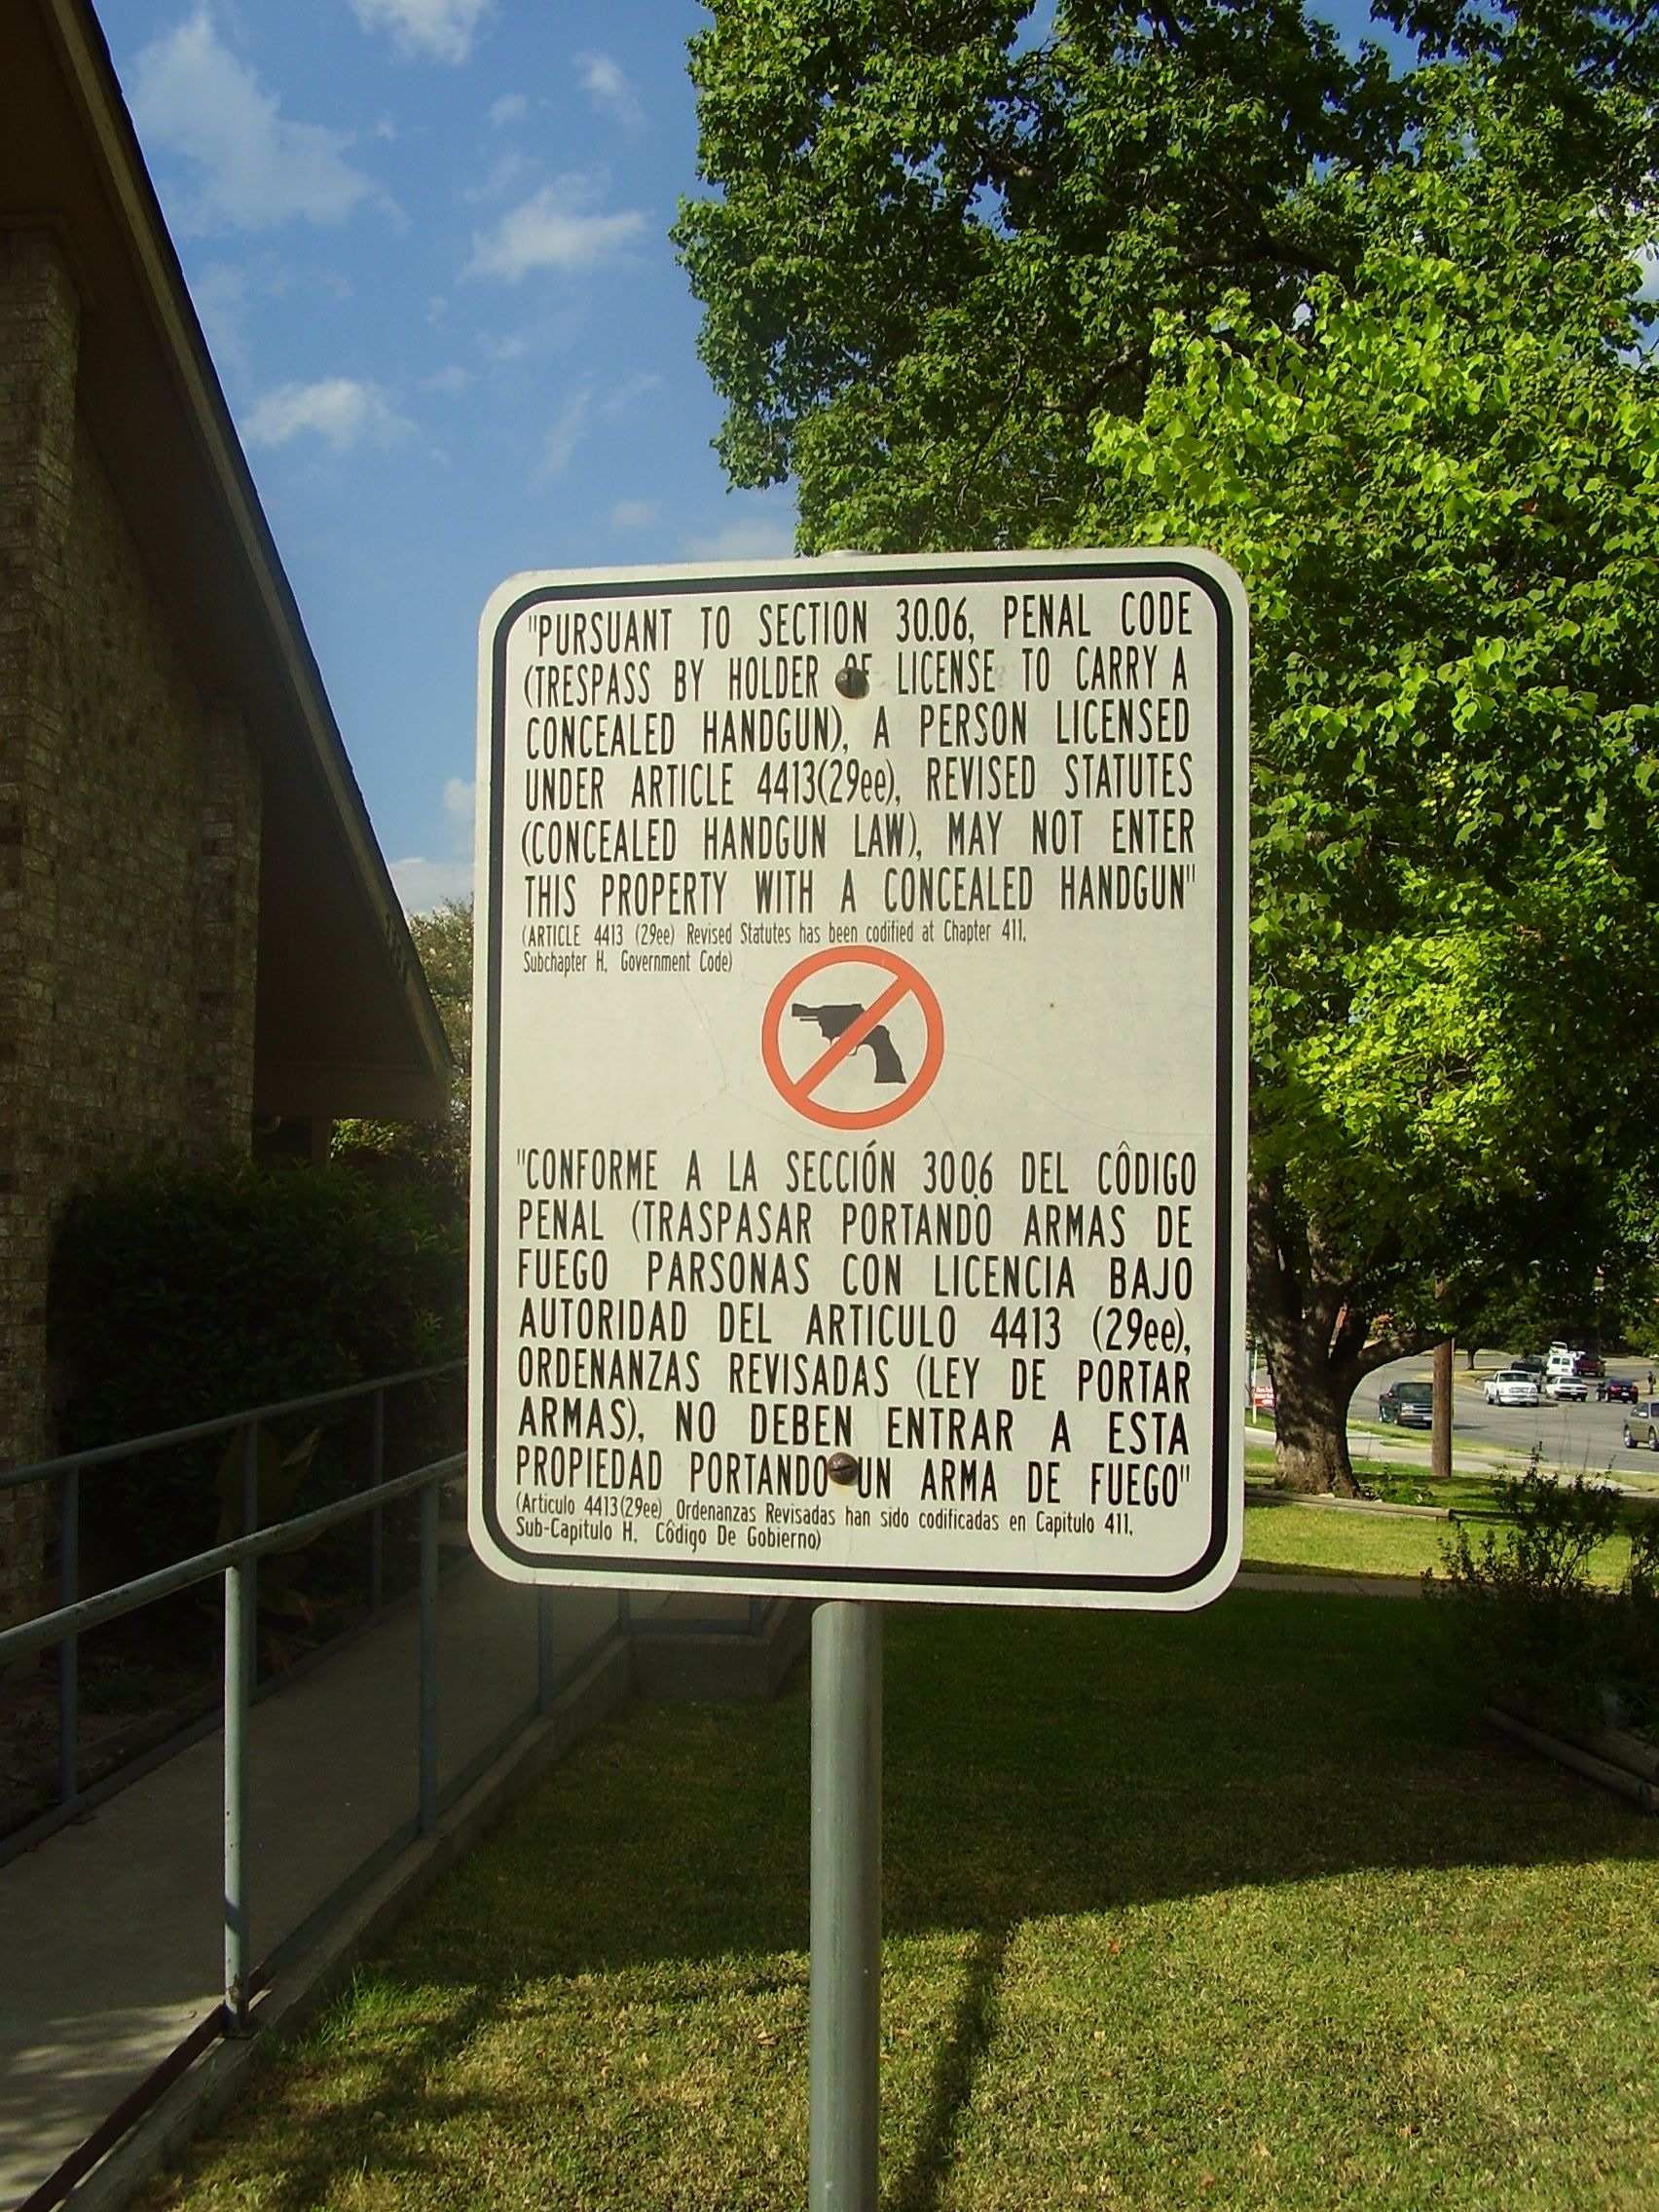 "PURSUANT TO SECTION 30.06, PENAL CODE
(TRESPASS BY HOLDER OF LICENSE TO CARRY A
CONCEALED HANDGUN), A PERSON LICENSED
UNDER ARTICLE 4413(29ee), REVISED STATUTES
(CONCEALED HANDGUN LAW), MAY NOT ENTER
THIS PROPERTY WITH A CONCEALED HANDGUN"
(ARTICLE 4413 (29ee) Revised Statutes has been codified at Chapter 411,
Subchapter H, Government Code)
"CONFORME A LA SECCIÓN 30.06 DEL CÔDIGO
PENAL (TRASPASAR PORTANDO ARMAS DE
FUEGO PARSONAS CON LICENCIA BAJO
AUTORIDAD DEL ARTICULO 4413 (29ee),
ORDENANZAS REVISADAS (LEY DE PORTAR
ARMAS), NO DEBEN ENTRAR A ESTA
PROPIEDAD PORTANDO UN ARMA DE FUEGO"
(Articulo 4413(29ee) Ordenanzas Revisadas han sido codificadas en Capitulo 411,
Sub-Capitulo H, Côdigo De Gobierno)